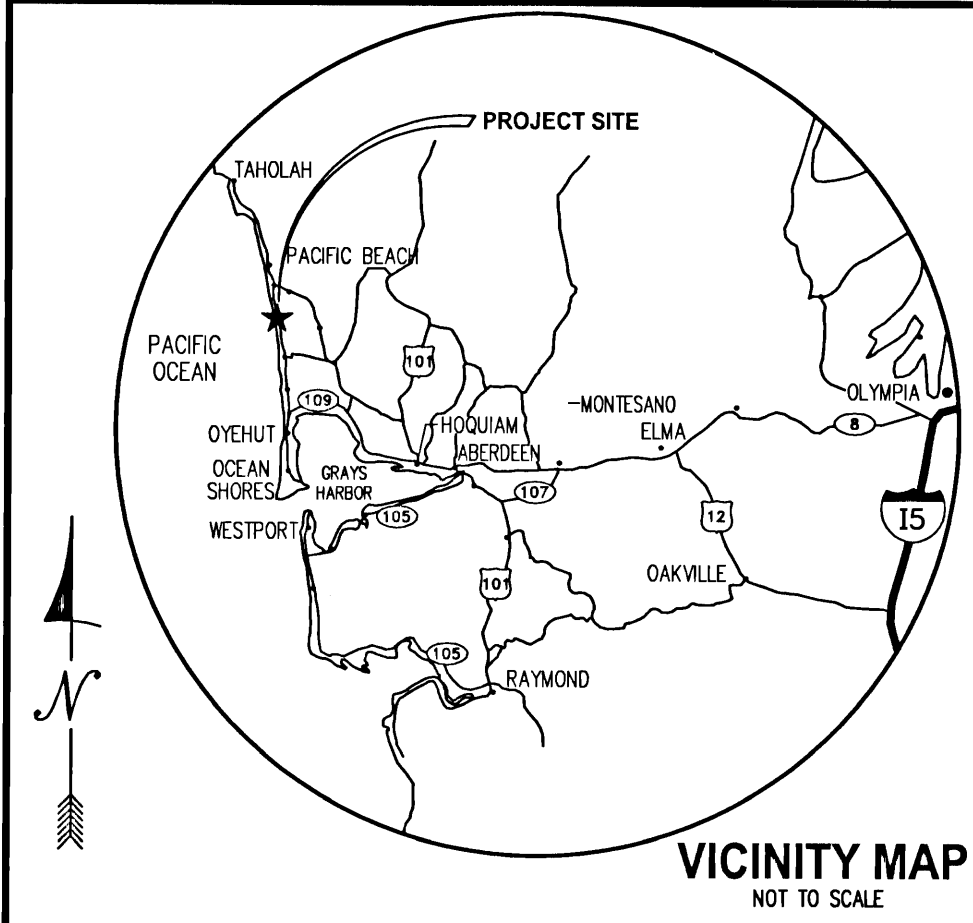 PROJECT SITE
TAHOLAH
PACIFIC BEACH
PACIFIC
OCEAN
101
OLYMPIA
109
-MONTESANO
HOQUIAM
8
OYEHUT
ELMA
ABERDEEN
OCEAN
SHORES
GRAYS
HARBOR
107
105
12
I5
WESTPORT
OAKVILLE
101
105
RAYMOND
N
VICINITY MAP
NOT TO SCALE